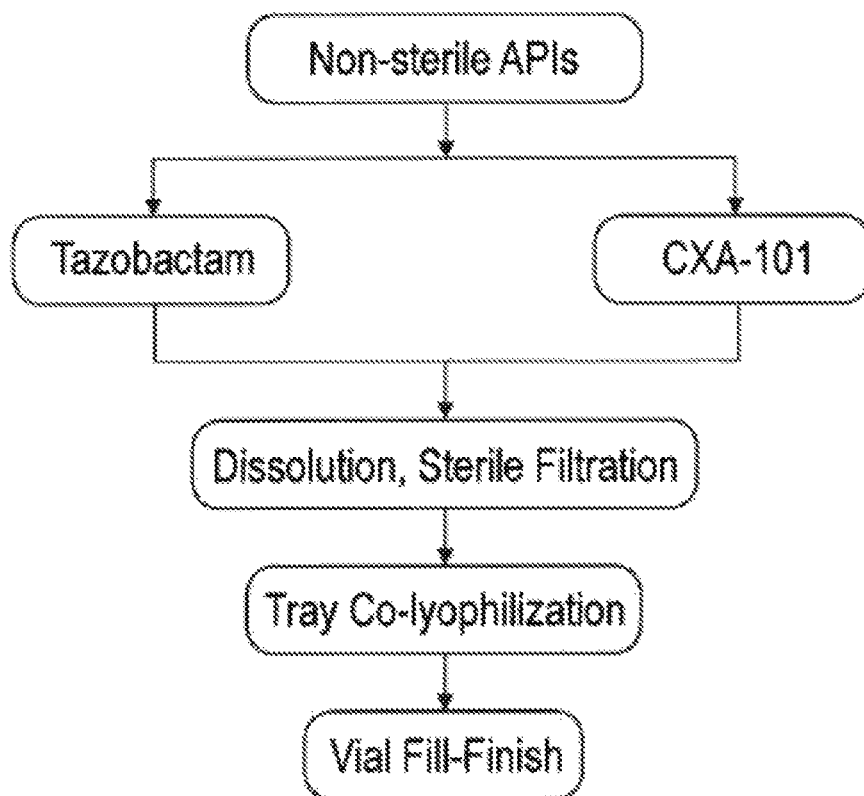 Non-sterile APIs
Tazobactam
CXA-101
Dissolution, Sterile Filtration
Tray Co-lyophilization
Vial Fill-Finish